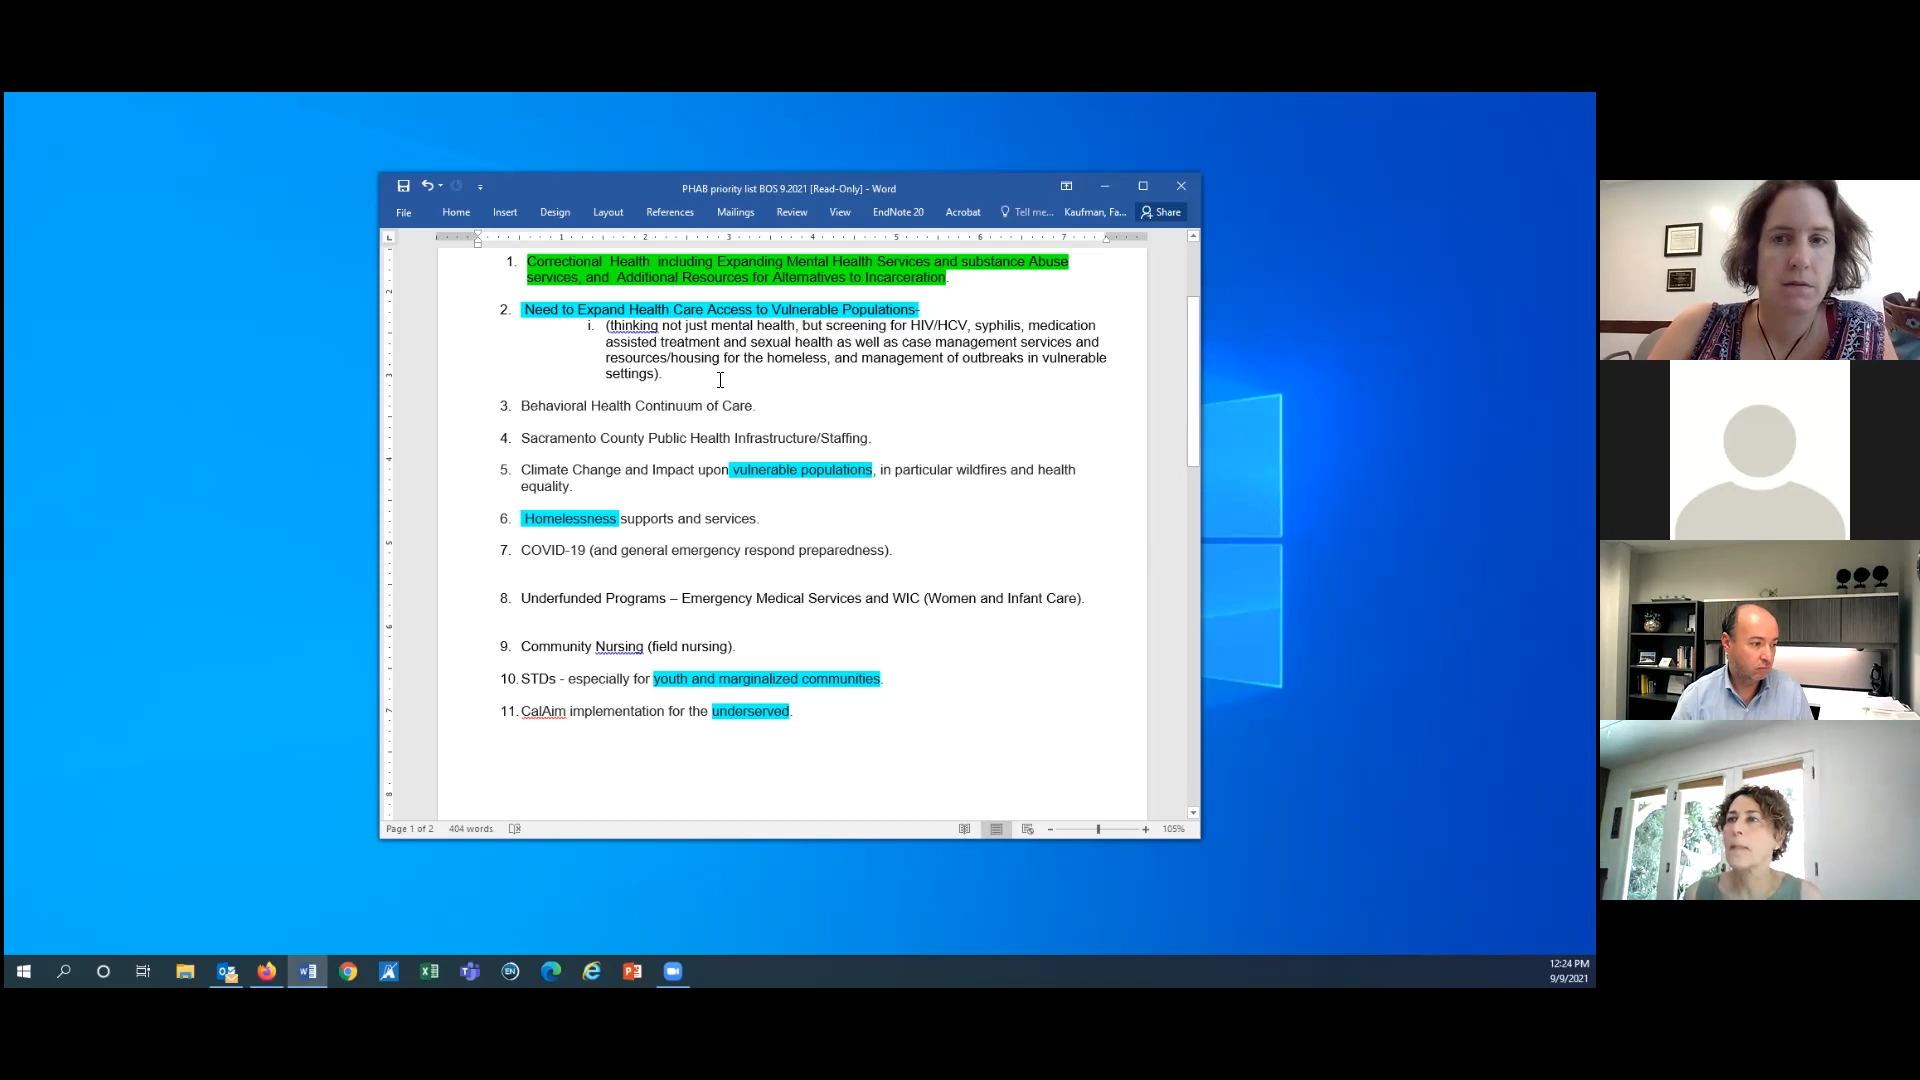 PHAB priority list BOS 9.2021 [Read-Only] - Word
File Home Insert Design Layout References Mailings Review View EndNote 20 Acrobat Tell me... Kaufman, Fa... Share
1 2 3 4 5 6 7
1. Correctional Health including Expanding Mental Health Services and substance Abuse
services, and Additional Resources for Alternatives to Incarceration.
2. Need to Expand Health Care Access to Vulnerable Populations-
i. (thinking not just mental health, but screening for HIV/HCV, syphilis, medication
assisted treatment and sexual health as well as case management services and
resources/housing for the homeless, and management of outbreaks in vulnerable
settings).
3. Behavioral Health Continuum of Care.
4. Sacramento County Public Health Infrastructure/Staffing.
5. Climate Change and Impact upon vulnerable populations, in particular wildfires and health
equality.
6. Homelessness supports and services.
7. COVID-19 (and general emergency respond preparedness).
8. Underfunded Programs – Emergency Medical Services and WIC (Women and Infant Care).
9. Community Nursing (field nursing).
10. STDs - especially for youth and marginalized communities.
11. CalAim implementation for the underserved.
Page 1 of 2 404 words 105%
EN
12:24 PM
9/9/2021